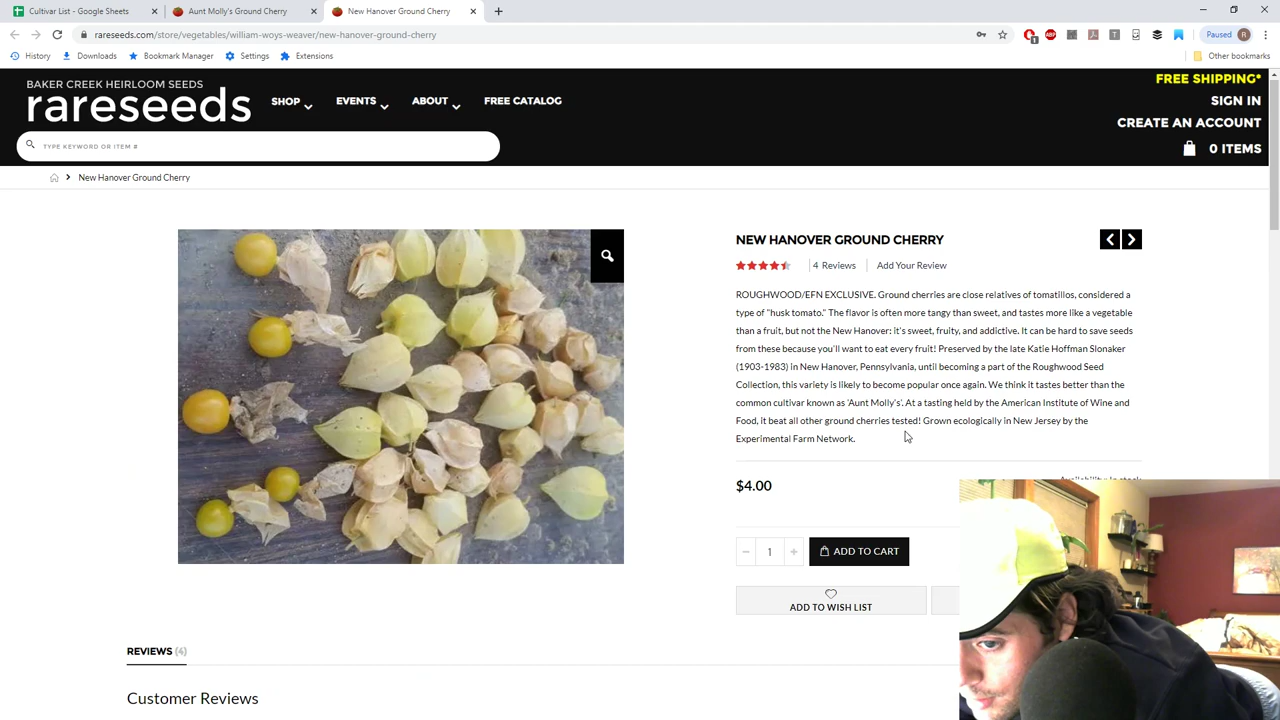 Cultivar List - Google Sheets
Aunt Molly's Ground Cherry
New Hanover Ground Cherry
rareseeds.com/store/vegetables/william-woys-weaver/new-hanover-ground-cherry
Paused
R
History
Downloads
Bookmark Manager
Settings
Extensions
Other bookmarks
BAKER CREEK HEIRLOOM SEEDS
rareseeds
SHOP
EVENTS
ABOUT
FREE CATALOG
FREE SHIPPING*
SIGN IN
CREATE AN ACCOUNT
0 ITEMS
TYPE KEYWORD OR ITEM #
New Hanover Ground Cherry
NEW HANOVER GROUND CHERRY
4 Reviews
Add Your Review
ROUGHWOOD/EFN EXCLUSIVE. Ground cherries are close relatives of tomatillos, considered a
type of "husk tomato." The flavor is often more tangy than sweet, and tastes more like a vegetable
than a fruit, but not the New Hanover: it's sweet, fruity, and addictive. It can be hard to save seeds
from these because you'll want to eat every fruit! Preserved by the late Katie Hoffman Slonaker
(1903-1983) in New Hanover, Pennsylvania, until becoming a part of the Roughwood Seed
Collection, this variety is likely to become popular once again. We think it tastes better than the
common cultivar known as 'Aunt Molly's'. At a tasting held by the American Institute of Wine and
Food, it beat all other ground cherries tested! Grown ecologically in New Jersey by the
Experimental Farm Network.
$4.00
1
ADD TO CART
ADD TO WISH LIST
REVIEWS (4)
Customer Reviews